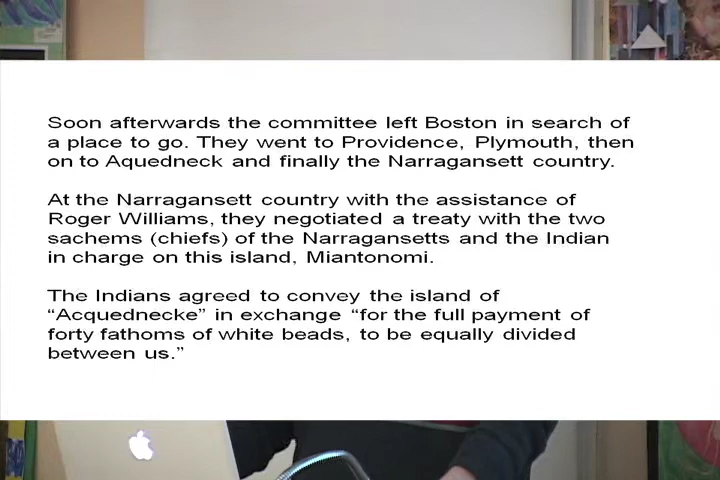 Soon afterwards the committee left Boston in search of
a place to go. They went to Providence, Plymouth, then
on to Aquedneck and finally the Narragansett country.
At the Narragansett country with the assistance of
Roger Williams, they negotiated a treaty with the two
sachems (chiefs) of the Narragansetts and the Indian
in charge on this island, Miantonomi.
The Indians agreed to convey the island of
“Acquednecke” in exchange “for the full payment of
forty fathoms of white beads, to be equally divided
between us.”